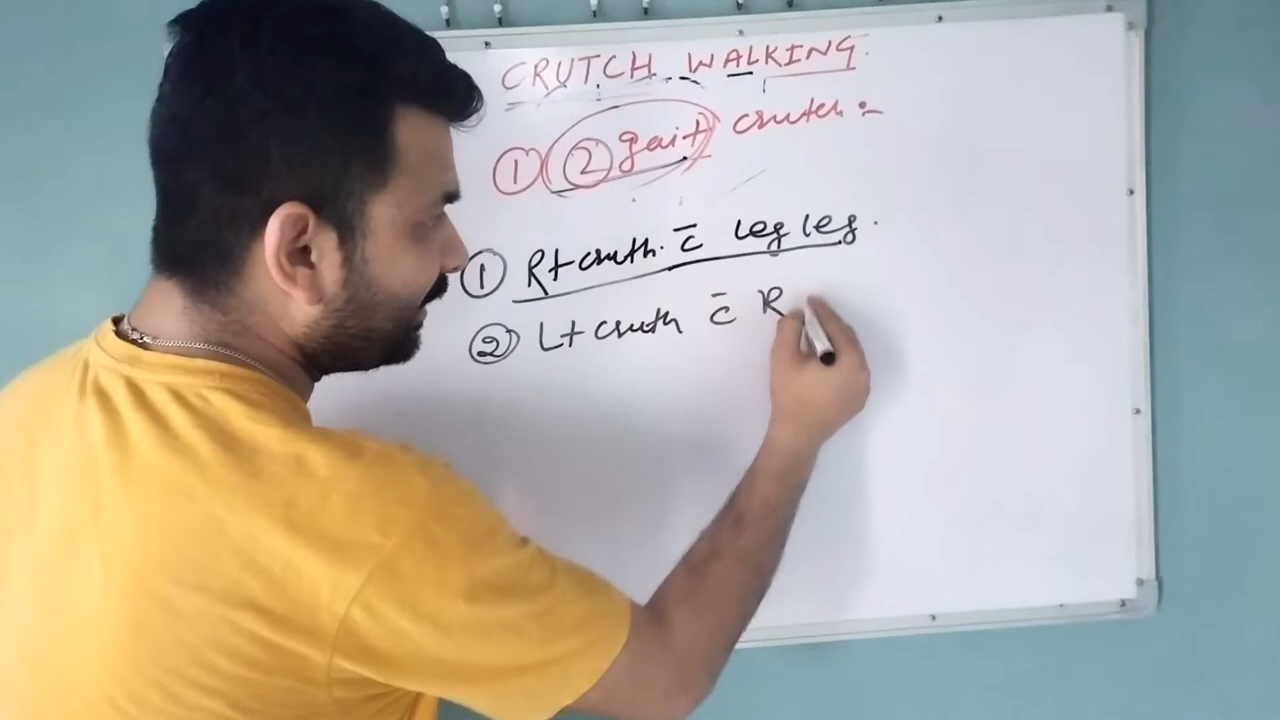 CRUTCH WALKING.
① ② gait crutch :-
① Rt cruth. c̄ leg leg.
② Lt cruth c̄ R